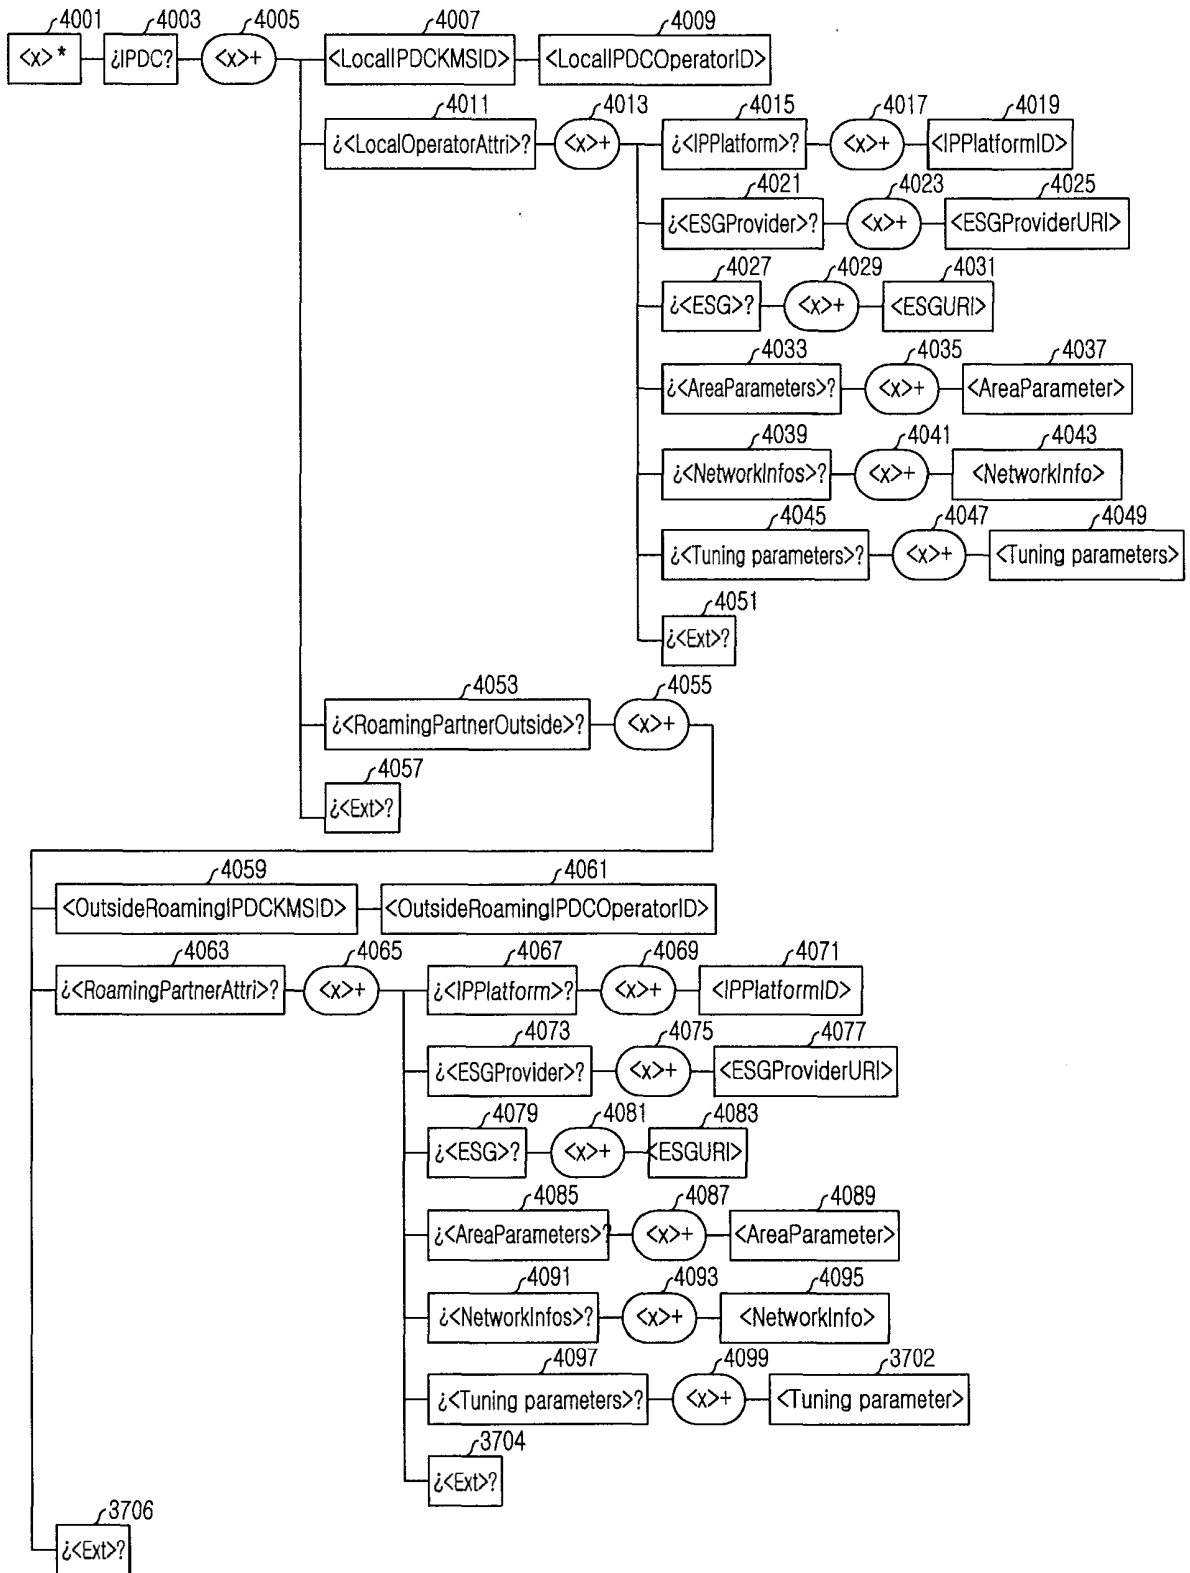 4001 4003 4005 4007 4009
<x>* ¿IPDC? <x>+ <LocalIPDCKMSID> <LocalIPDCOperatorID>
4011 4013 4015 4017 4019
¿<LocalOperatorAttri>? <x>+ ¿<IPPlatform>? <x>+ <IPPlatformID>
4021 4023 4025
¿<ESGProvider>? <x>+ <ESGProviderURI>
4027 4029 4031
¿<ESG>? <x>+ <ESGURI>
4033 4035 4037
¿<AreaParameters>? <x>+ <AreaParameter>
4039 4041 4043
¿<NetworkInfos>? <x>+ <NetworkInfo>
4045 4047 4049
¿<Tuning parameters>? <x>+ <Tuning parameters>
4051
¿<Ext>?
4053 4055
¿<RoamingPartnerOutside>? <x>+
4057
¿<Ext>?
4059 4061
<OutsideRoamingIPDCKMSID> <OutsideRoamingIPDCOperatorID>
4063 4065 4067 4069 4071
¿<RoamingPartnerAttri>? <x>+ ¿<IPPlatform>? <x>+ <IPPlatformID>
4073 4075 4077
¿<ESGProvider>? <x>+ <ESGProviderURI>
4079 4081 4083
¿<ESG>? <x>+ <ESGURI>
4085 4087 4089
¿<AreaParameters>? <x>+ <AreaParameter>
4091 4093 4095
¿<NetworkInfos>? <x>+ <NetworkInfo>
4097 4099 3702
¿<Tuning parameters>? <x>+ <Tuning parameter>
3704
¿<Ext>?
3706
¿<Ext>?